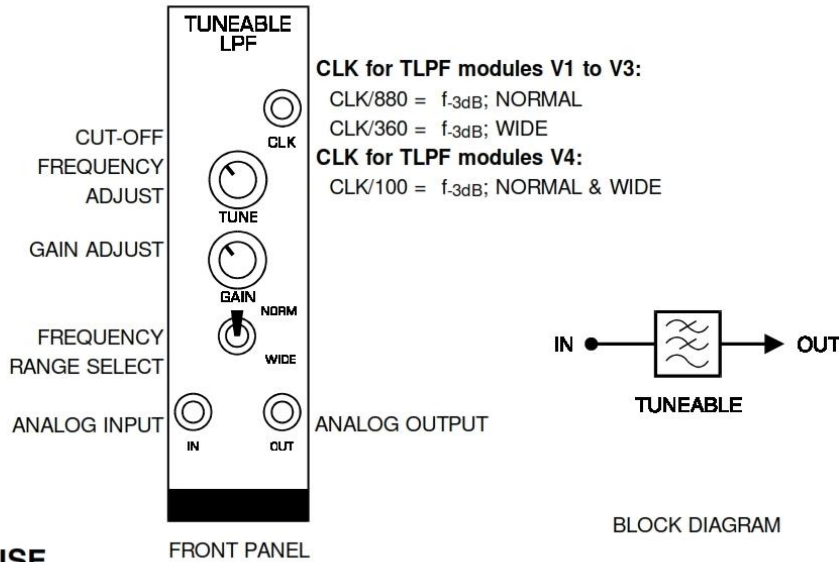 TUNEABLE
LPF
CLK for TLPF modules V1 to V3:
CLK/880 = f-3dB; NORMAL
CLK/360 = f-3dB; WIDE
CLK for TLPF modules V4:
CLK/100 = f-3dB; NORMAL & WIDE
CLK
CUT-OFF
FREQUENCY
ADJUST
TUNE
GAIN ADJUST
GAIN
NORM
FREQUENCY
RANGE SELECT
WIDE
ANALOG INPUT
IN
OUT
ANALOG OUTPUT
FRONT PANEL
IN
OUT
TUNEABLE
BLOCK DIAGRAM